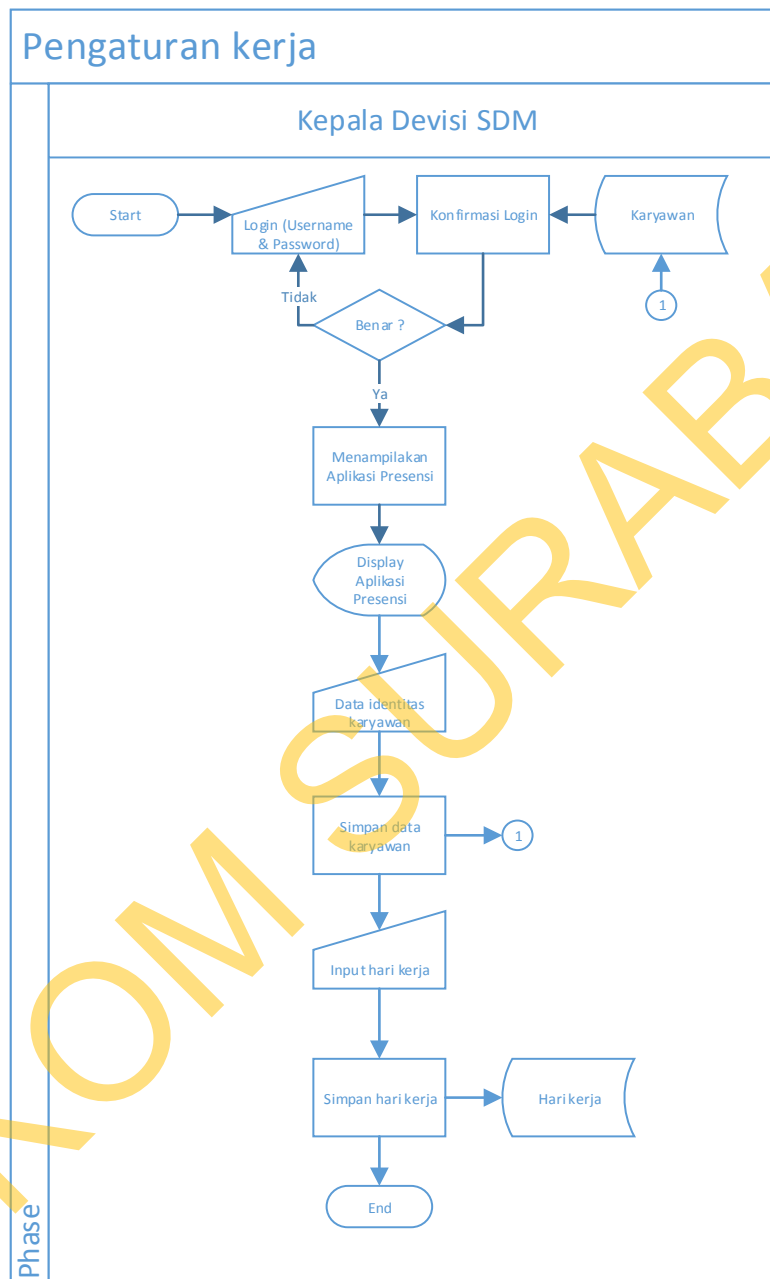 Pengaturan kerja
Kepala Devisi SDM
Start
Login (Username
& Password)
Konfirmasi Login
Karyawan
Tidak
Benar ?
1
Ya
Menampilakan
Aplikasi Presensi
Display
Aplikasi
Presensi
Data identitas
karyawan
Simpan data
karyawan
1
Input hari kerja
Simpan hari kerja
Hari kerja
End
Phase
KOM SURAB